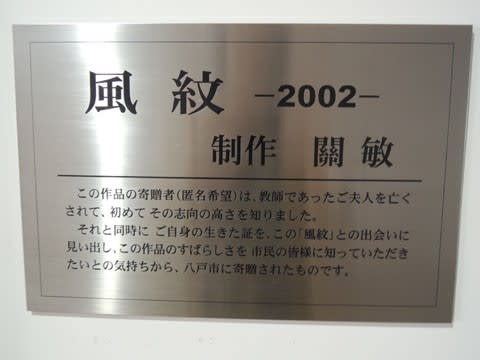 風紋 －2002－
制作 關 敏
この作品の寄贈者（匿名希望）は、教師であったご夫人を亡く
されて、初めて その志向の高さを知りました。
それと同時に ご自身の生きた証を、この「風紋」との出会いに
見い出し、この作品のすばらしさを 市民の皆様に知っていただき
たいとの気持ちから、八戸市に寄贈されたものです。